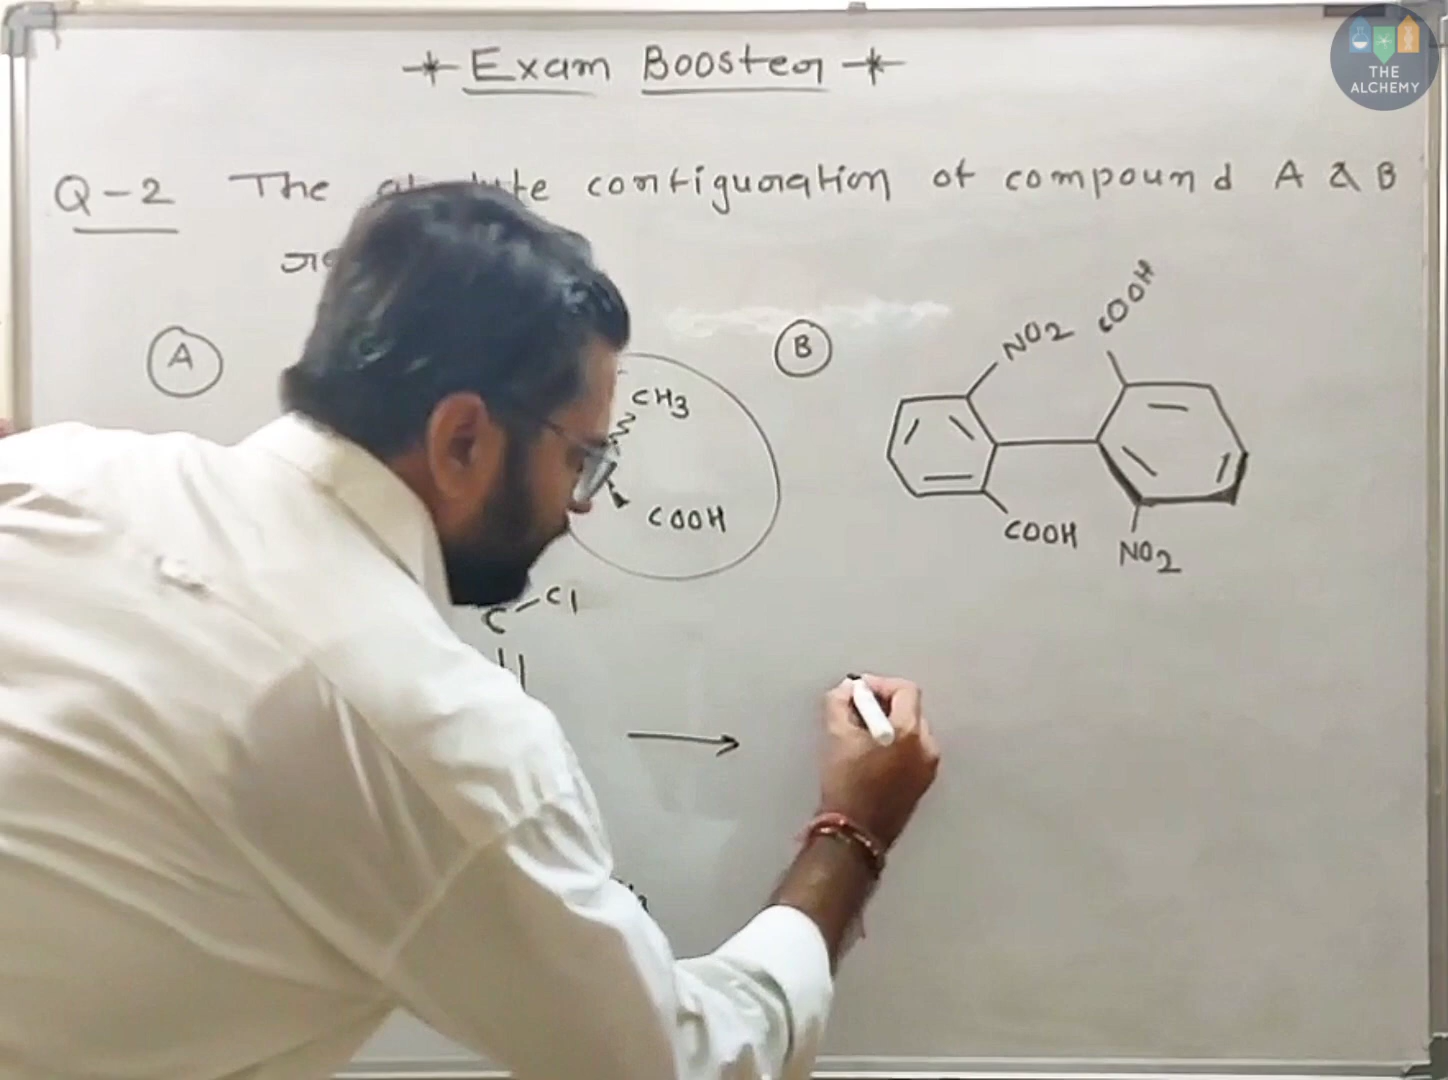 Exam Booster
THE
ALCHEMY
Q-2 The configuration of compound A & B
A
CH3
COOH
B
NO2
COOH
COOH
NO2
C-Cl